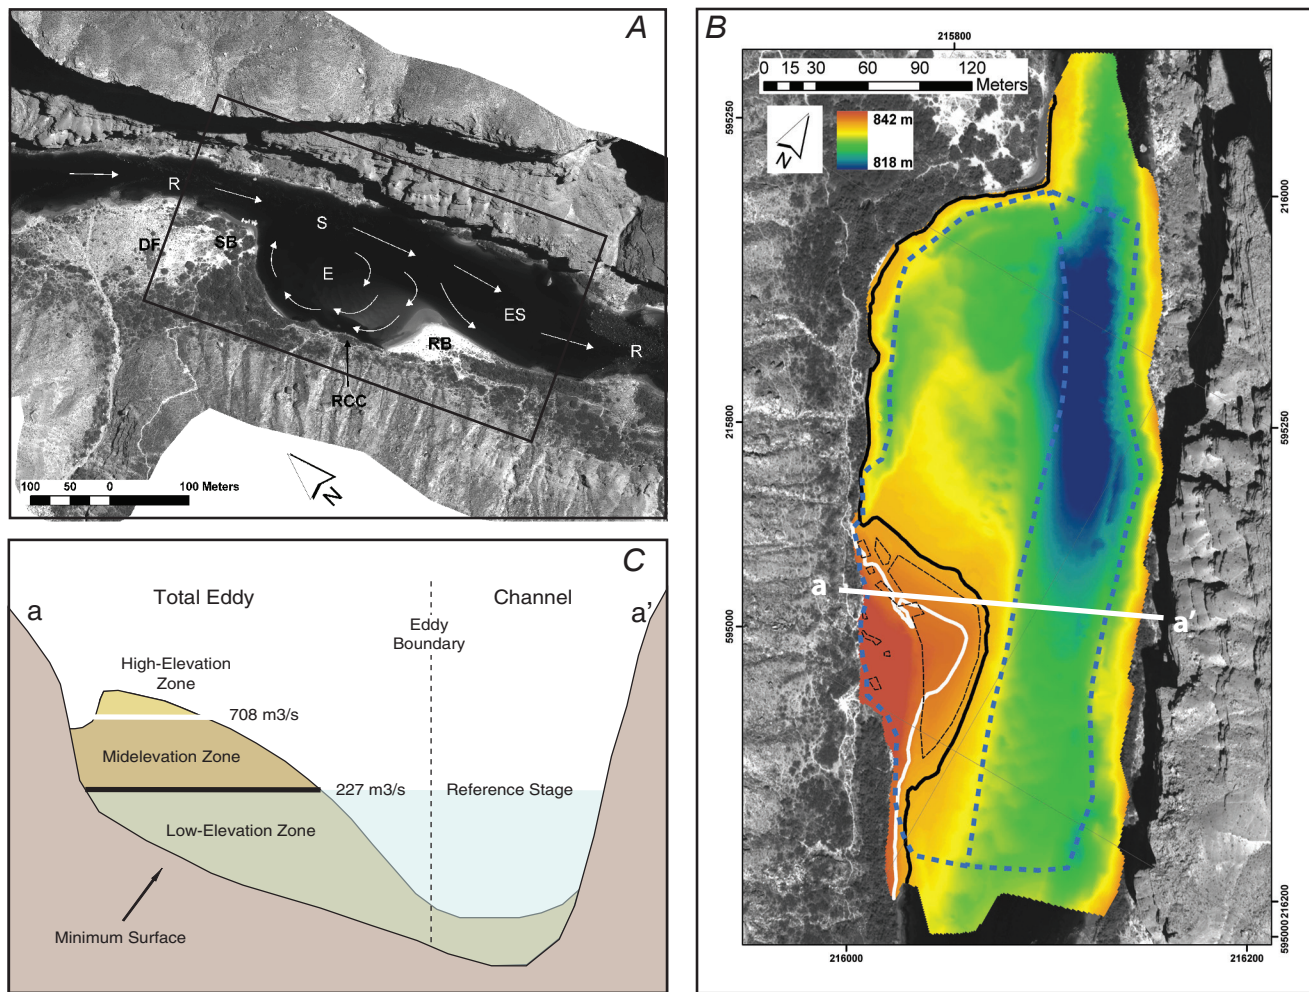 A
R
S
DF
SB
E
ES
RB
R
RCC
N
100 50 0 100 Meters
B
215800
0 15 30 60 90 120
Meters
595250
842 m
818 m
N
216000
215800
595250
a
a'
595000
216200
595000
216000
216200
C
a
Total Eddy
Channel
a'
Eddy
Boundary
High-Elevation
Zone
708 m3/s
Midelevation Zone
227 m3/s
Reference Stage
Low-Elevation Zone
Minimum Surface